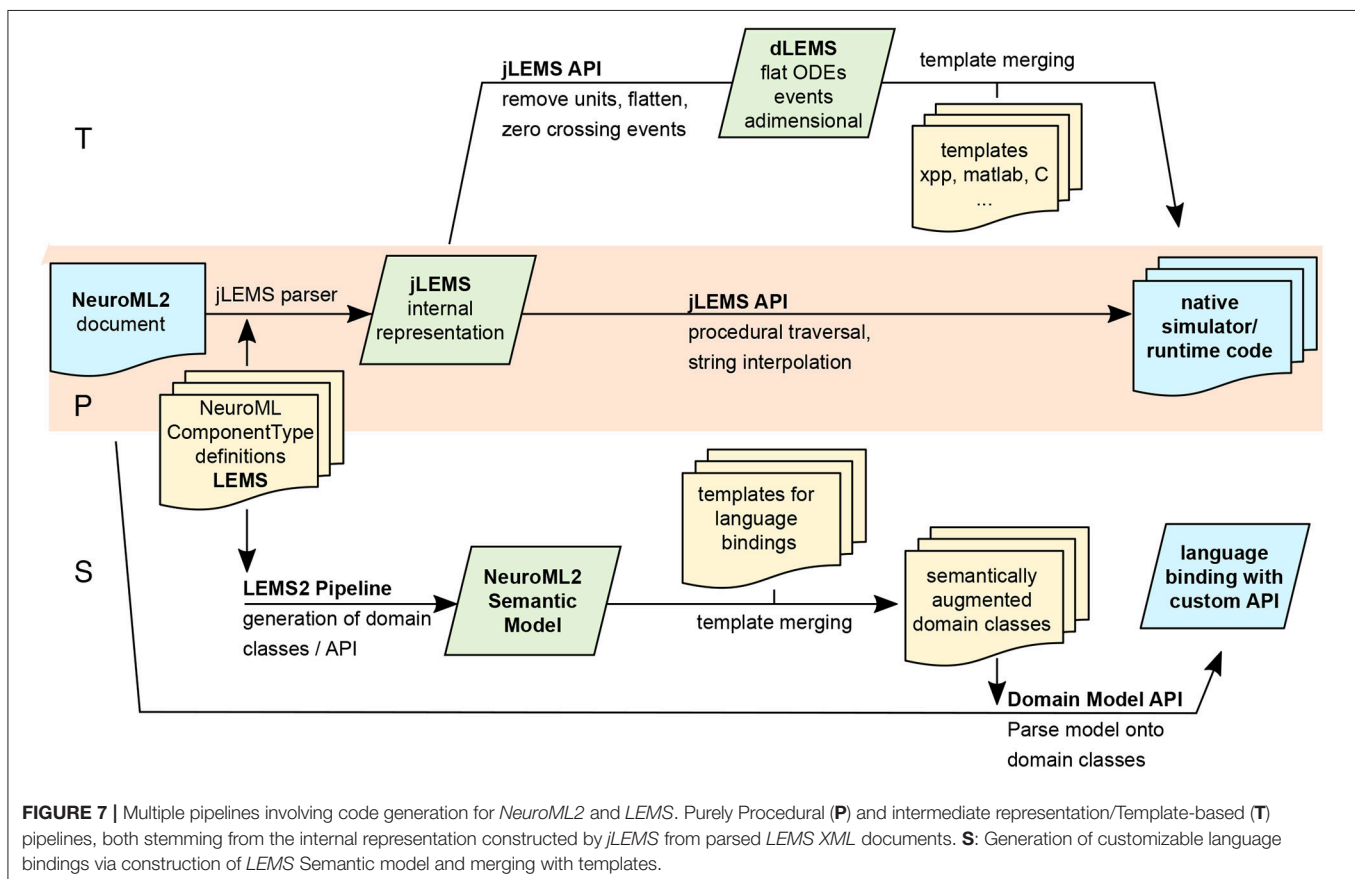 T
jLEMS API
remove units, flatten,
zero crossing events
dLEMS
flat ODEs
events
adimensional
template merging
templates
xpp, matlab, C
...
P
NeuroML2
document
jLEMS parser
jLEMS
internal
representation
jLEMS API
procedural traversal,
string interpolation
native
simulator/
runtime code
NeuroML
ComponentType
definitions
LEMS
S
LEMS2 Pipeline
generation of domain
classes / API
NeuroML2
Semantic
Model
templates for
language
bindings
template merging
semantically
augmented
domain classes
language
binding with
custom API
Domain Model API
Parse model onto
domain classes
FIGURE 7 | Multiple pipelines involving code generation for NeuroML2 and LEMS. Purely Procedural (P) and intermediate representation/Template-based (T)
pipelines, both stemming from the internal representation constructed by jLEMS from parsed LEMS XML documents. S: Generation of customizable language
bindings via construction of LEMS Semantic model and merging with templates.